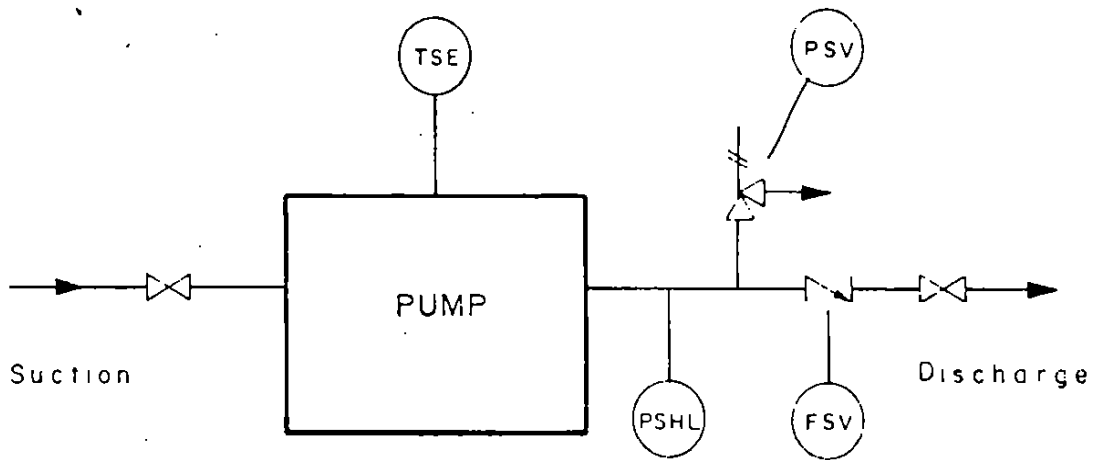 TSE
PSV
PUMP
Suction
Discharge
PSHL
FSV